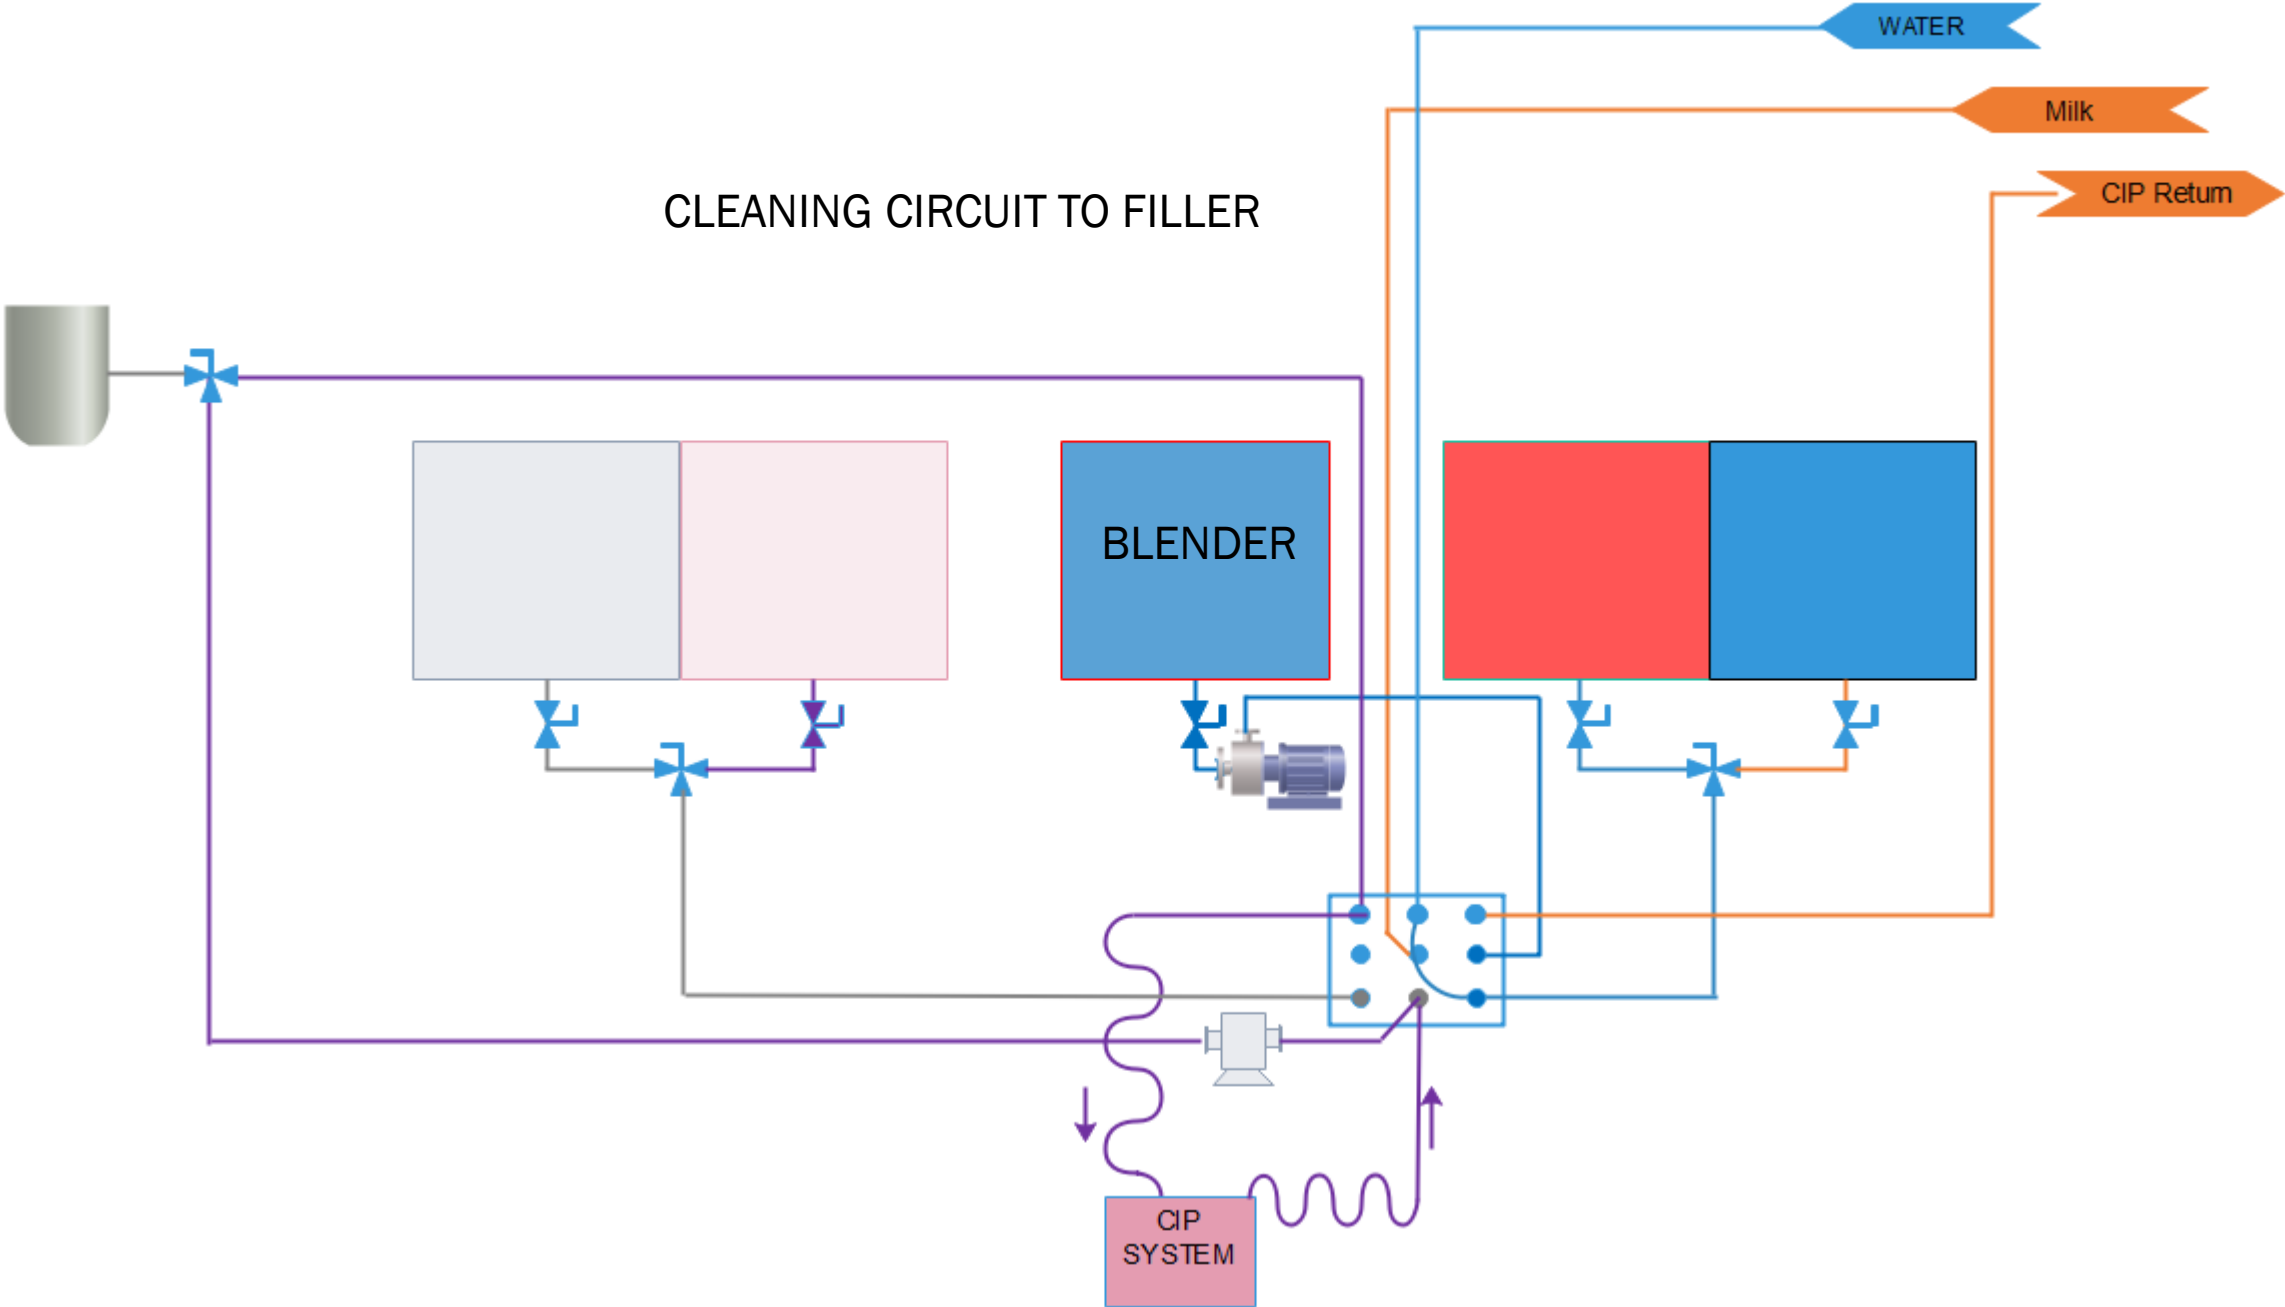 WATER
Milk
CIP Return
CLEANING CIRCUIT TO FILLER
BLENDER
CIP
SYSTEM